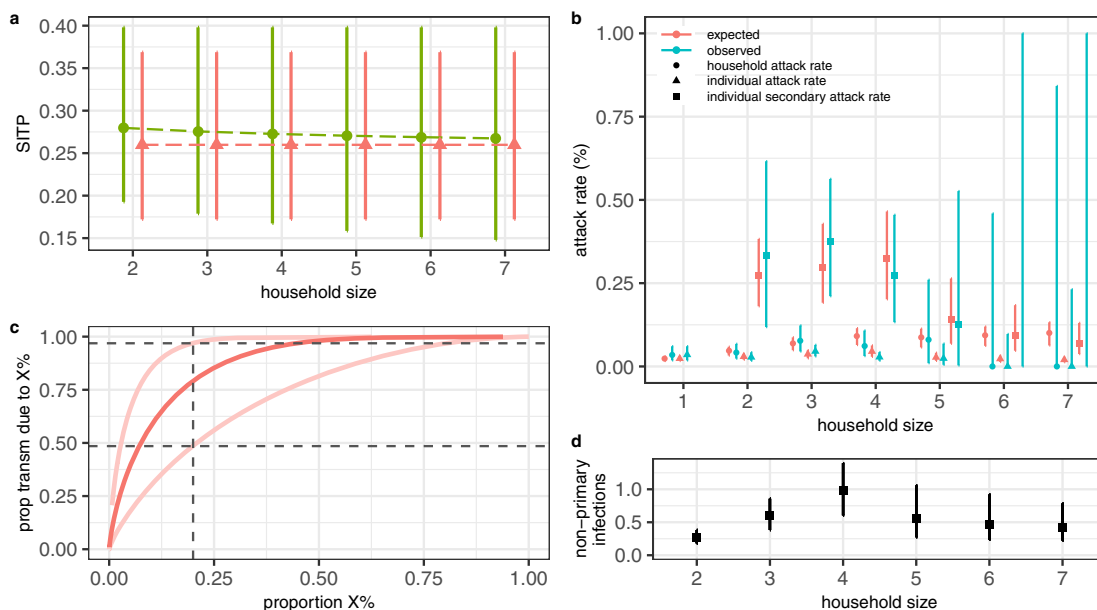 a
0.40
0.35
0.30
0.25
0.20
0.15
SITP
2 3 4 5 6 7
household size
b
expected
observed
household attack rate
individual attack rate
individual secondary attack rate
1.00
0.75
0.50
0.25
0.00
attack rate (%)
1 2 3 4 5 6 7
household size
c
1.00
0.75
0.50
0.25
0.00
prop transm due to X%
0.00 0.25 0.50 0.75 1.00
proportion X%
d
1.0
0.5
0.0
non−primary
infections
2 3 4 5 6 7
household size